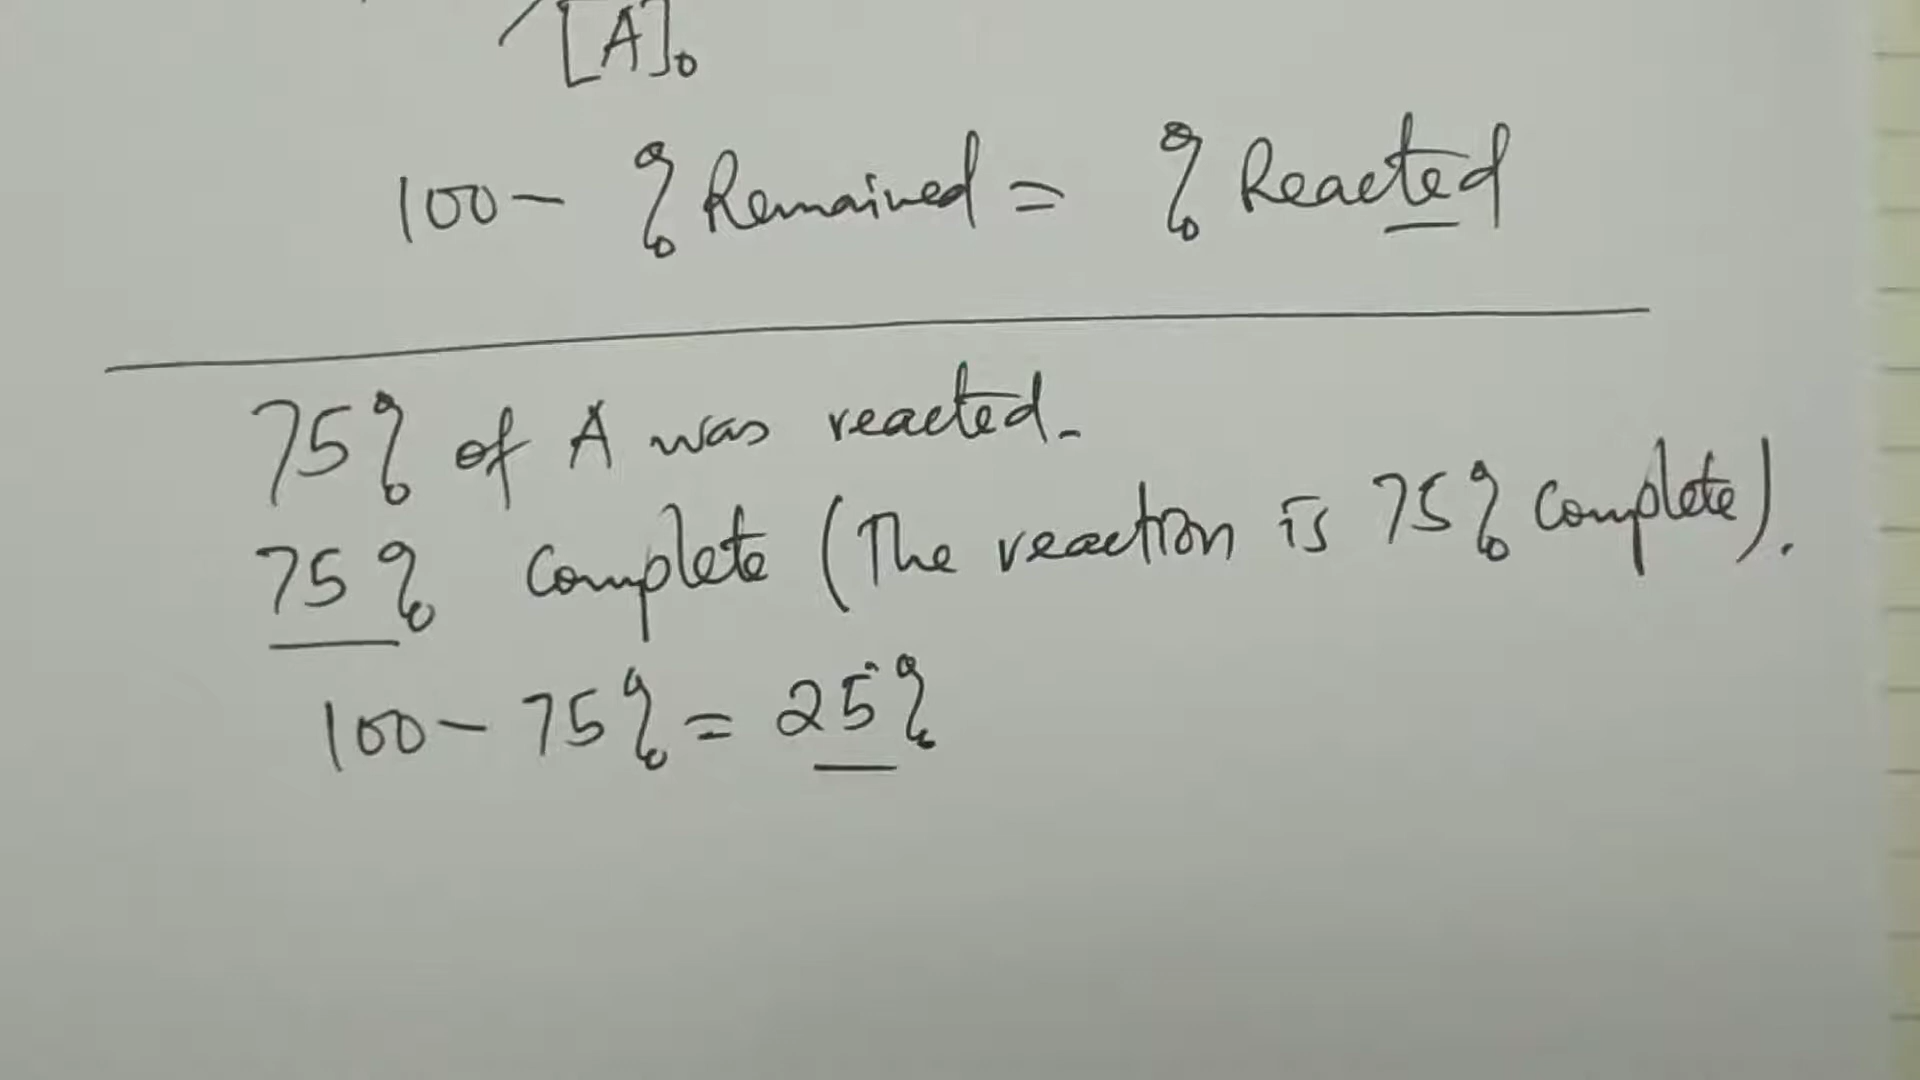 [A]₀
100 - % Remained = % Reacted
75% of A was reacted.
75% Complete (The reaction is 75% Complete).
100 - 75% = 25%